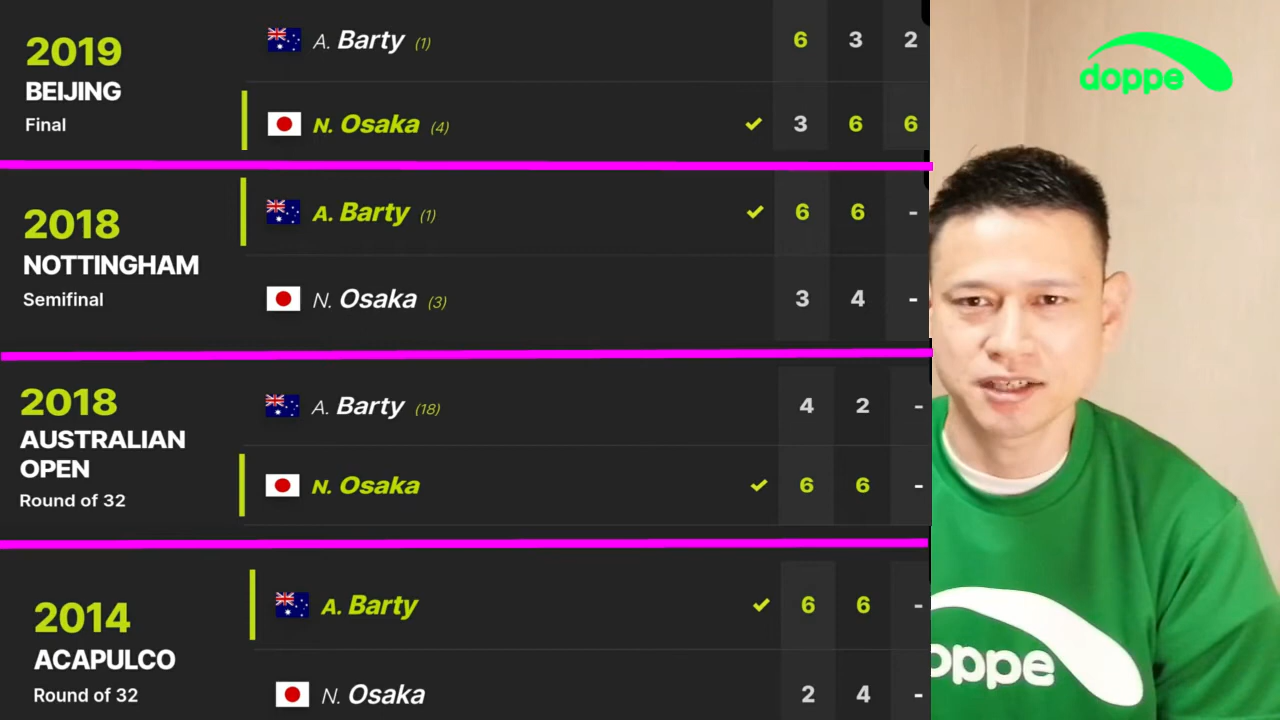 2019
BEIJING
Final
A. Barty (1) 6 3 2
N. Osaka (4) 3 6 6
2018
NOTTINGHAM
Semifinal
A. Barty (1) 6 6 -
N. Osaka (3) 3 4 -
2018
AUSTRALIAN
OPEN
Round of 32
A. Barty (18) 4 2 -
N. Osaka 6 6 -
2014
ACAPULCO
Round of 32
A. Barty 6 6 -
N. Osaka 2 4 -
doppe
oppe